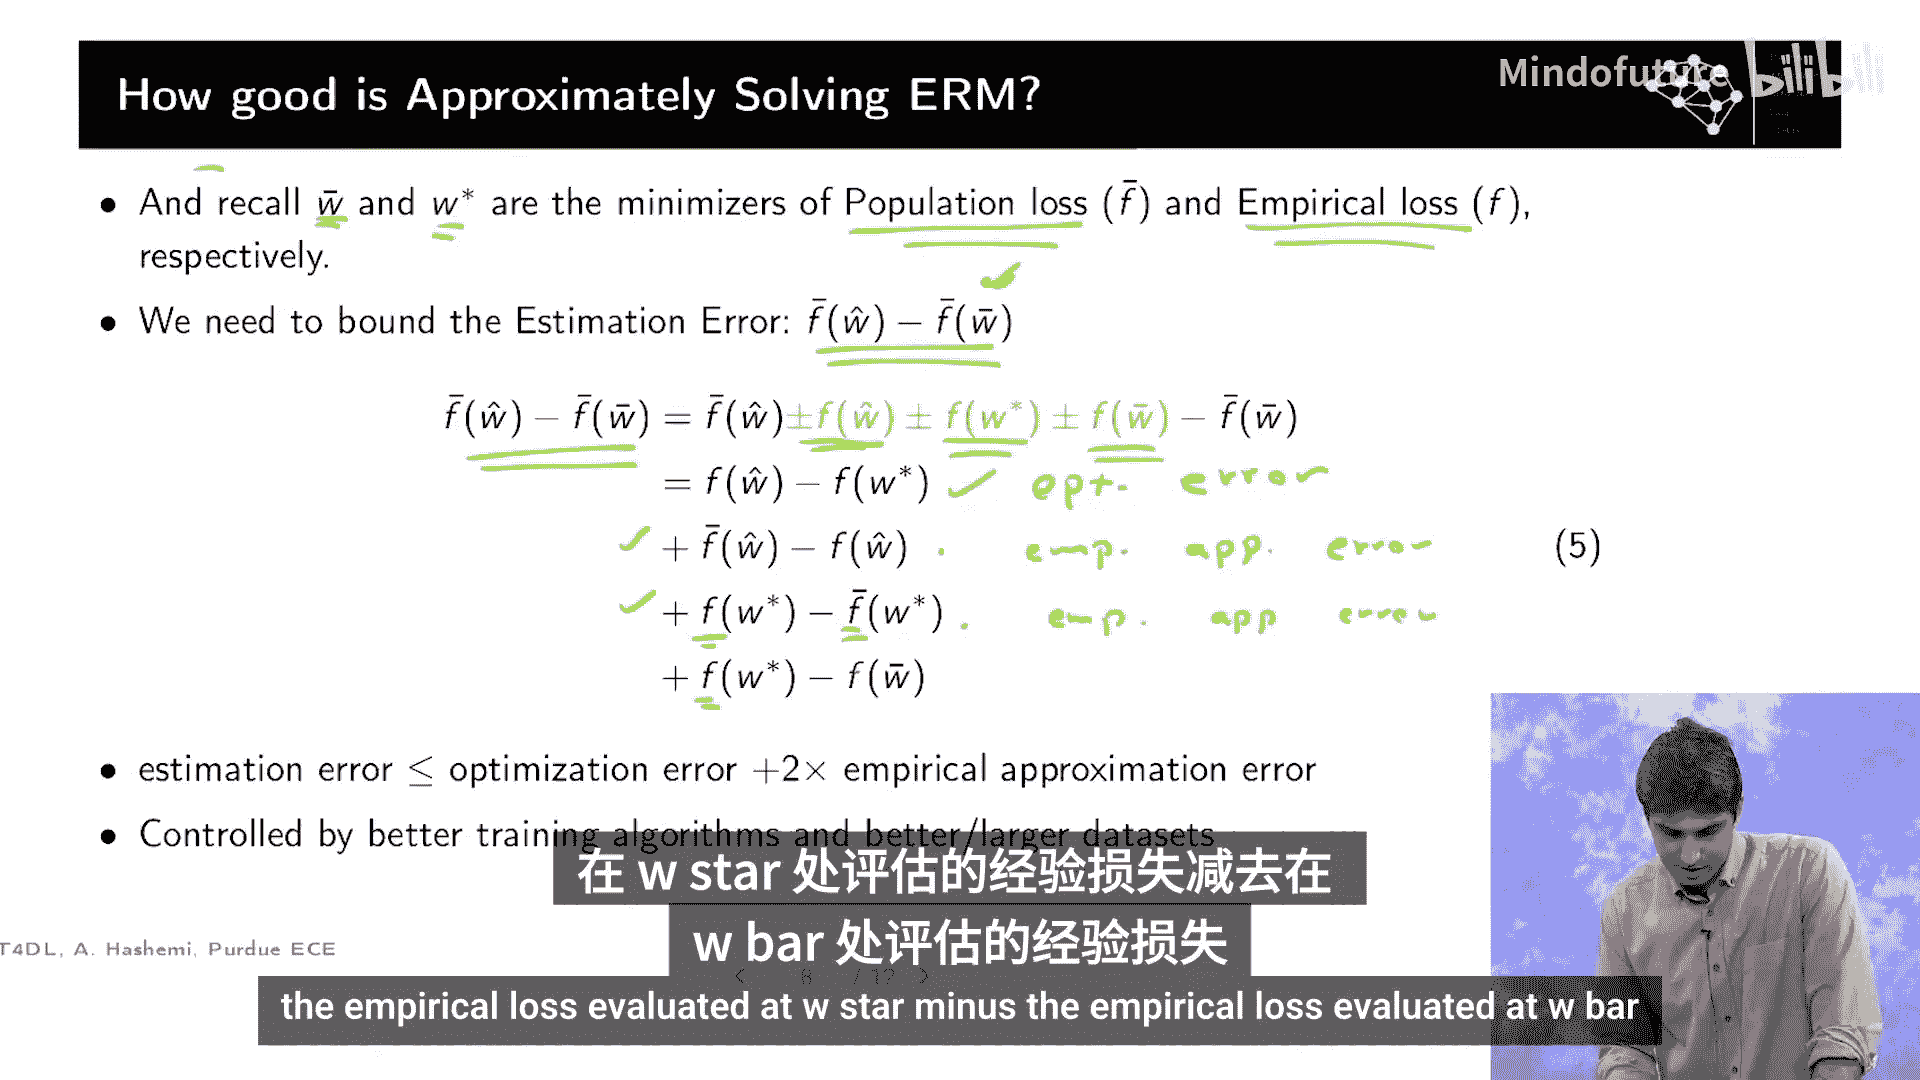 How good is Approximately Solving ERM?
Mindofuture
bilibili
• And recall w̄ and w* are the minimizers of Population loss (f̄) and Empirical loss (f),
respectively.
• We need to bound the Estimation Error: f̄(ŵ) − f̄(w̄)
f̄(ŵ) − f̄(w̄) = f̄(ŵ) ± f(ŵ) ± f(w*) ± f(w̄) − f̄(w̄)
= f(ŵ) − f(w*) ✓ opt. error
✓ + f̄(ŵ) − f(ŵ) . emp. app. error (5)
✓ + f(w*) − f̄(w*) . emp. app error
+ f(w*) − f(w̄)
• estimation error ≤ optimization error +2× empirical approximation error
• Controlled by better training algorithms and better/larger datasets
在 w star 处评估的经验损失减去在
w bar 处评估的经验损失
T4DL, A. Hashemi, Purdue ECE
8 / 12
the empirical loss evaluated at w star minus the empirical loss evaluated at w bar